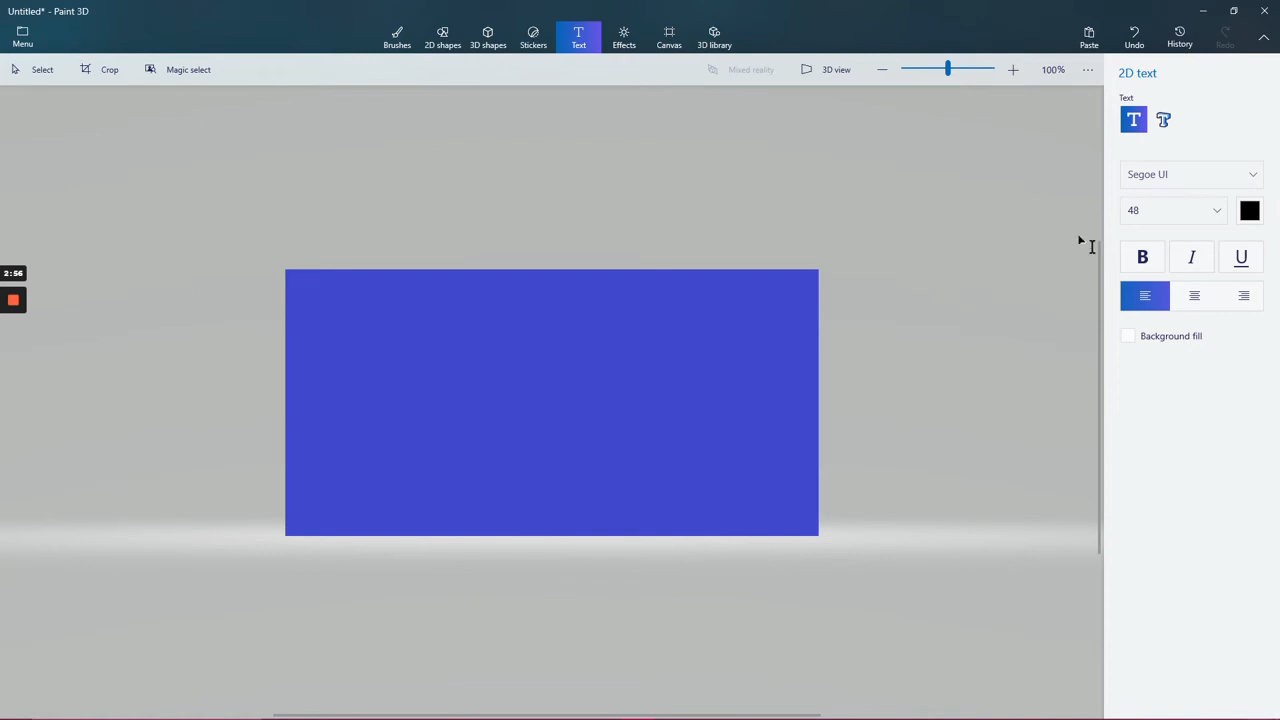 Untitled* - Paint 3D
Menu
Brushes
2D shapes
3D shapes
Stickers
Text
Effects
Canvas
3D library
Paste
Undo
History
Redo
Select
Crop
Magic select
Mixed reality
3D view
100%
2D text
Text
T
T
Segoe UI
48
B
I
U
Background fill
2:56